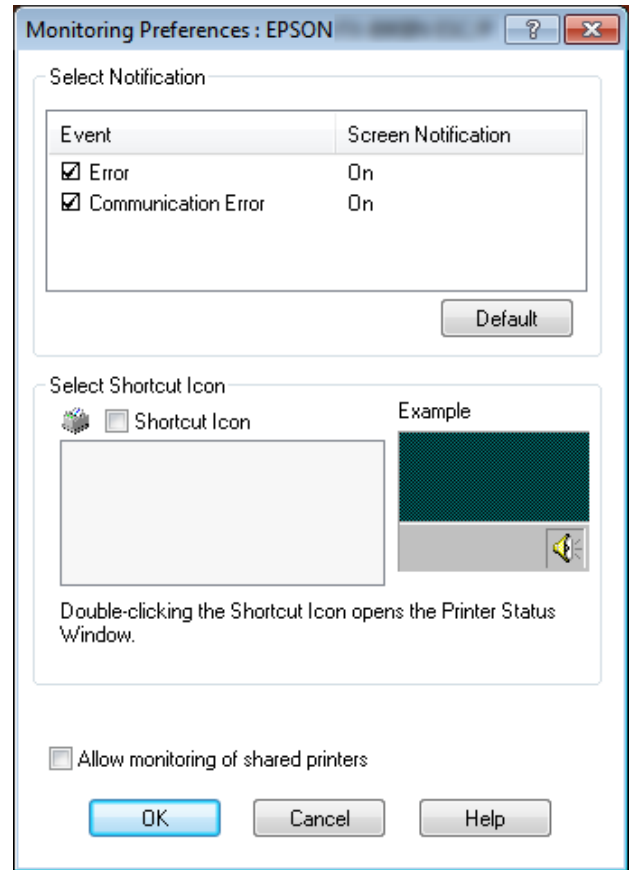 Monitoring Preferences : EPSON
Select Notification
Event Screen Notification
Error On
Communication Error On
Default
Select Shortcut Icon
Shortcut Icon
Example
Double-clicking the Shortcut Icon opens the Printer Status
Window.
Allow monitoring of shared printers
OK Cancel Help